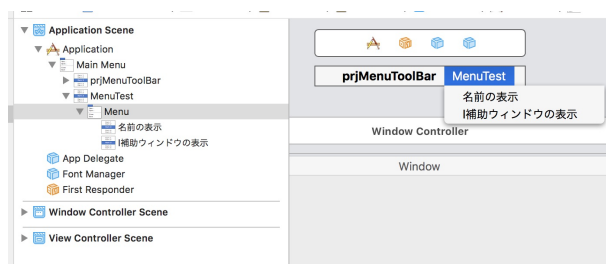 Application Scene
Application
Main Menu
prjMenuToolBar
MenuTest
Menu
名前の表示
I補助ウィンドウの表示
App Delegate
Font Manager
First Responder
Window Controller Scene
View Controller Scene
prjMenuToolBar MenuTest
名前の表示
I補助ウィンドウの表示
Window Controller
Window